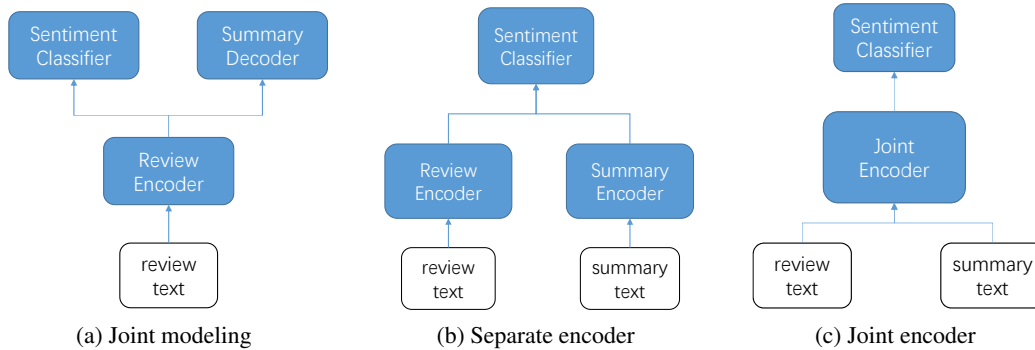 Sentiment
Classifier
Summary
Decoder
Review
Encoder
review
text
(a) Joint modeling
Sentiment
Classifier
Review
Encoder
Summary
Encoder
review
text
summary
text
(b) Separate encoder
Sentiment
Classifier
Joint
Encoder
review
text
summary
text
(c) Joint encoder